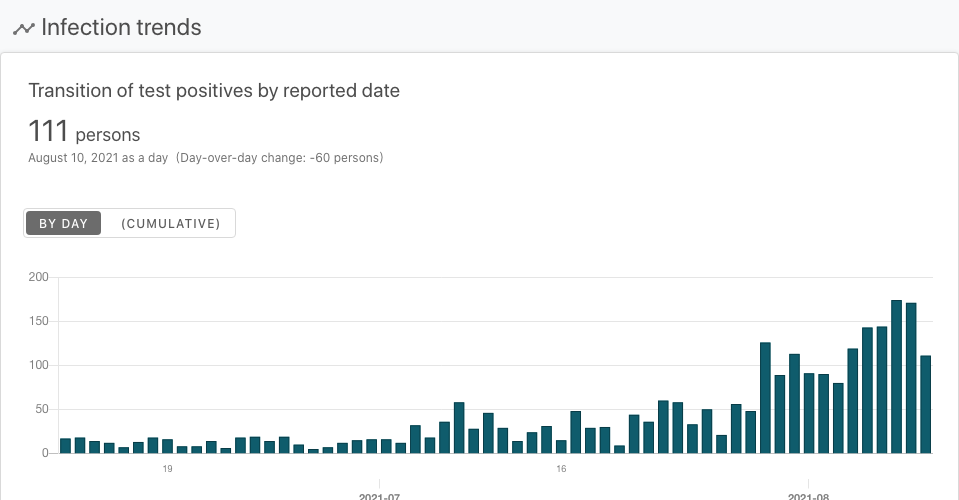 Infection trends
Transition of test positives by reported date
111 persons
August 10, 2021 as a day (Day-over-day change: -60 persons)
BY DAY (CUMULATIVE)
200
150
100
50
0
19 16
2021-07 2021-08